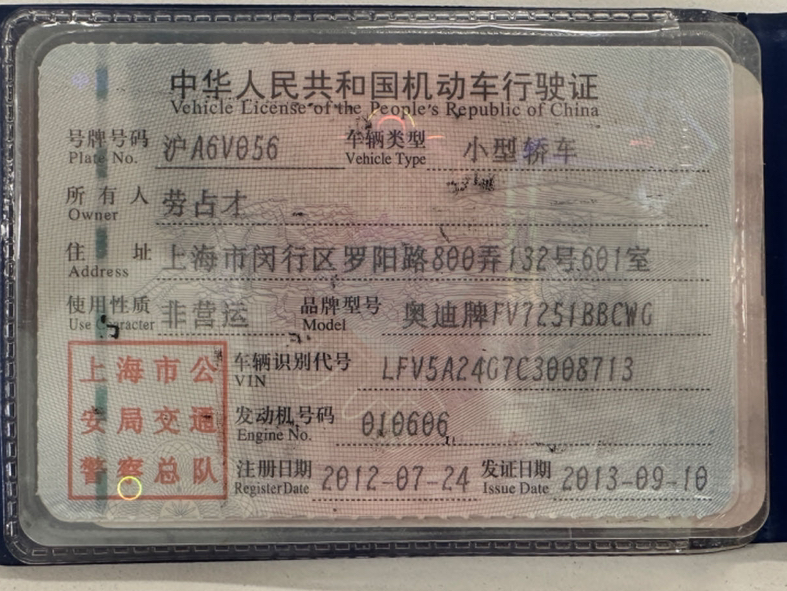 中华人民共和国机动车行驶证
Vehicle License of the People's Republic of China
号牌号码 沪A6V056 车辆类型 小型轿车
Plate No. Vehicle Type
所有人 劳占才
Owner
住址 上海市闵行区罗阳路800弄132号601室
Address
使用性质 非营运 品牌型号 奥迪牌FV7251BBCWG
Use Character Model
上海市公 车辆识别代号 LFV5A24G7C3008713
VIN
安局交通 发动机号码 010606
Engine No.
警察总队 注册日期 2012-07-24 发证日期 2013-09-10
Register Date Issue Date